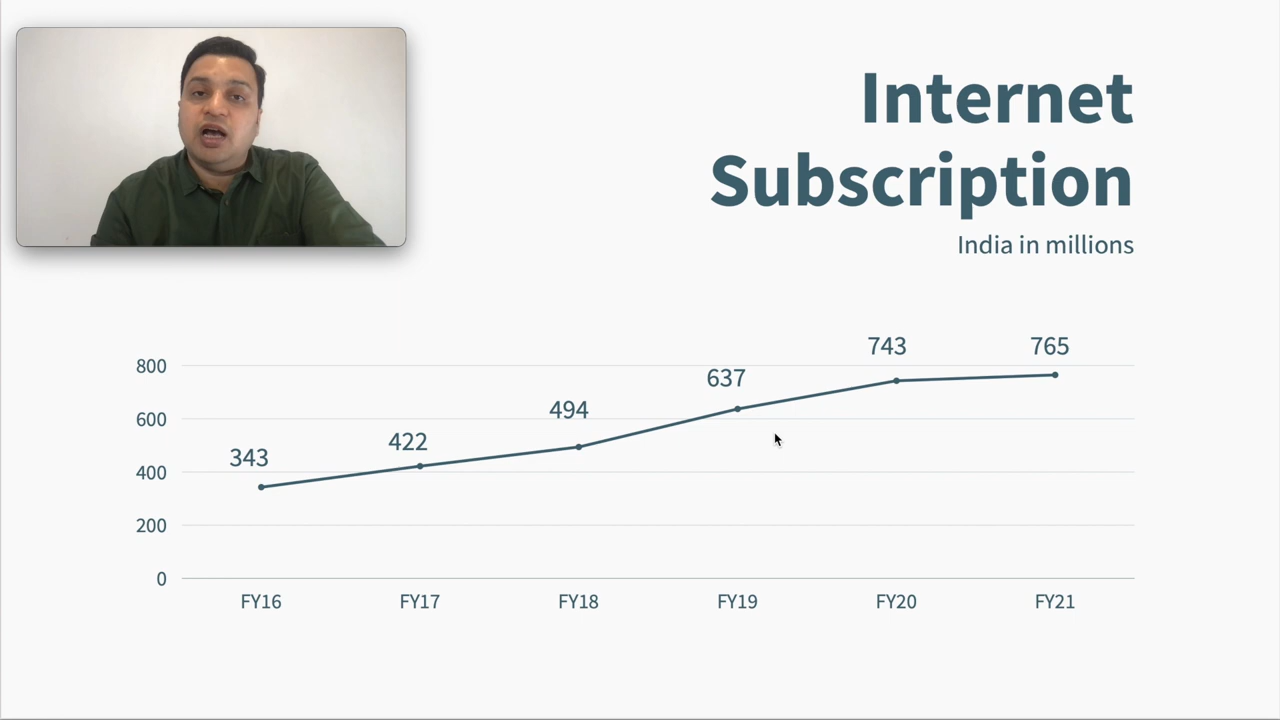 Internet
Subscription
India in millions
743 765
637
494
422
343
800
600
400
200
0
FY16 FY17 FY18 FY19 FY20 FY21